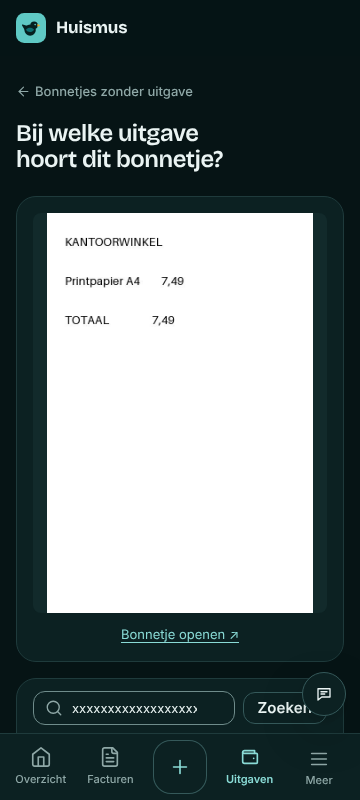 Huismus
← Bonnetjes zonder uitgave
Bij welke uitgave
hoort dit bonnetje?
KANTOORWINKEL
Printpapier A4 7,49
TOTAAL 7,49
Bonnetje openen ↗
Zoeken
Overzicht
Facturen
+
Uitgaven
Meer